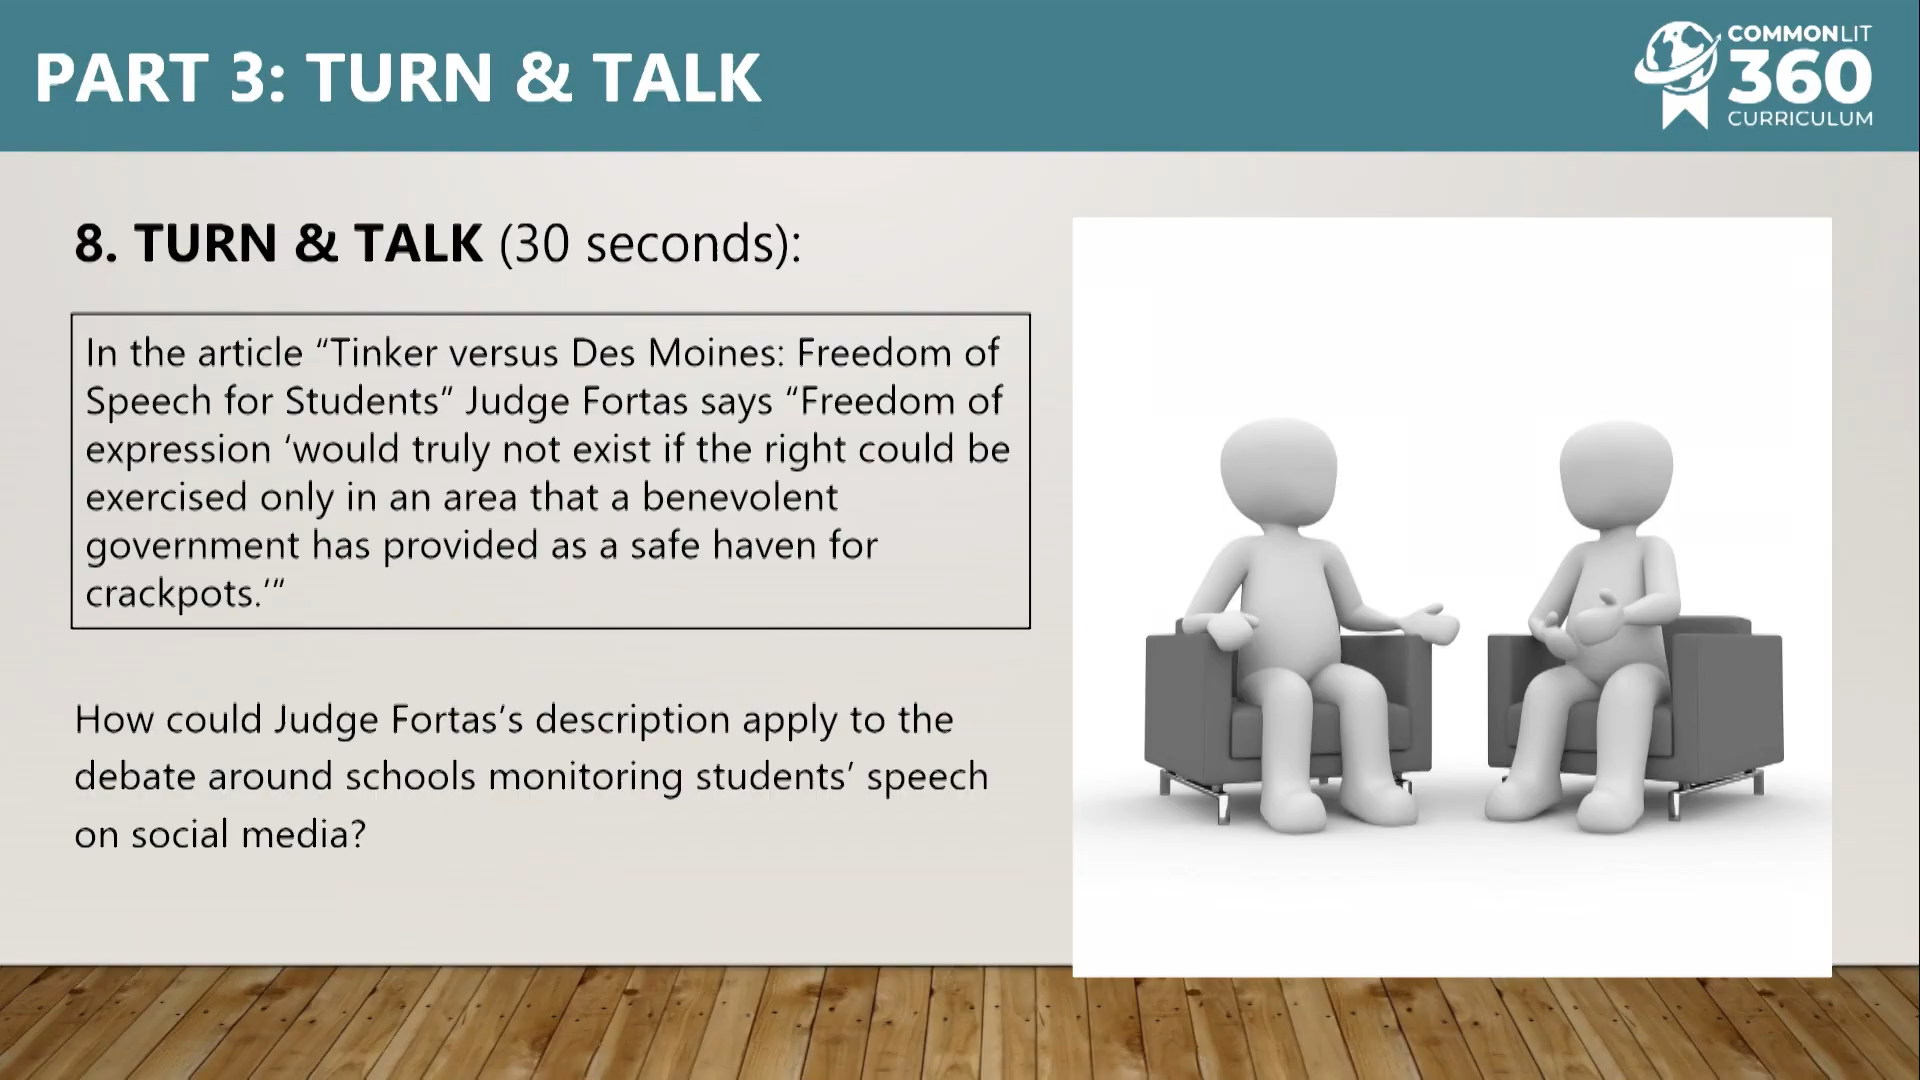 PART 3: TURN & TALK
COMMONLIT
360
CURRICULUM
8. TURN & TALK (30 seconds):
In the article “Tinker versus Des Moines: Freedom of
Speech for Students” Judge Fortas says “Freedom of
expression ‘would truly not exist if the right could be
exercised only in an area that a benevolent
government has provided as a safe haven for
crackpots.’”
How could Judge Fortas’s description apply to the
debate around schools monitoring students’ speech
on social media?